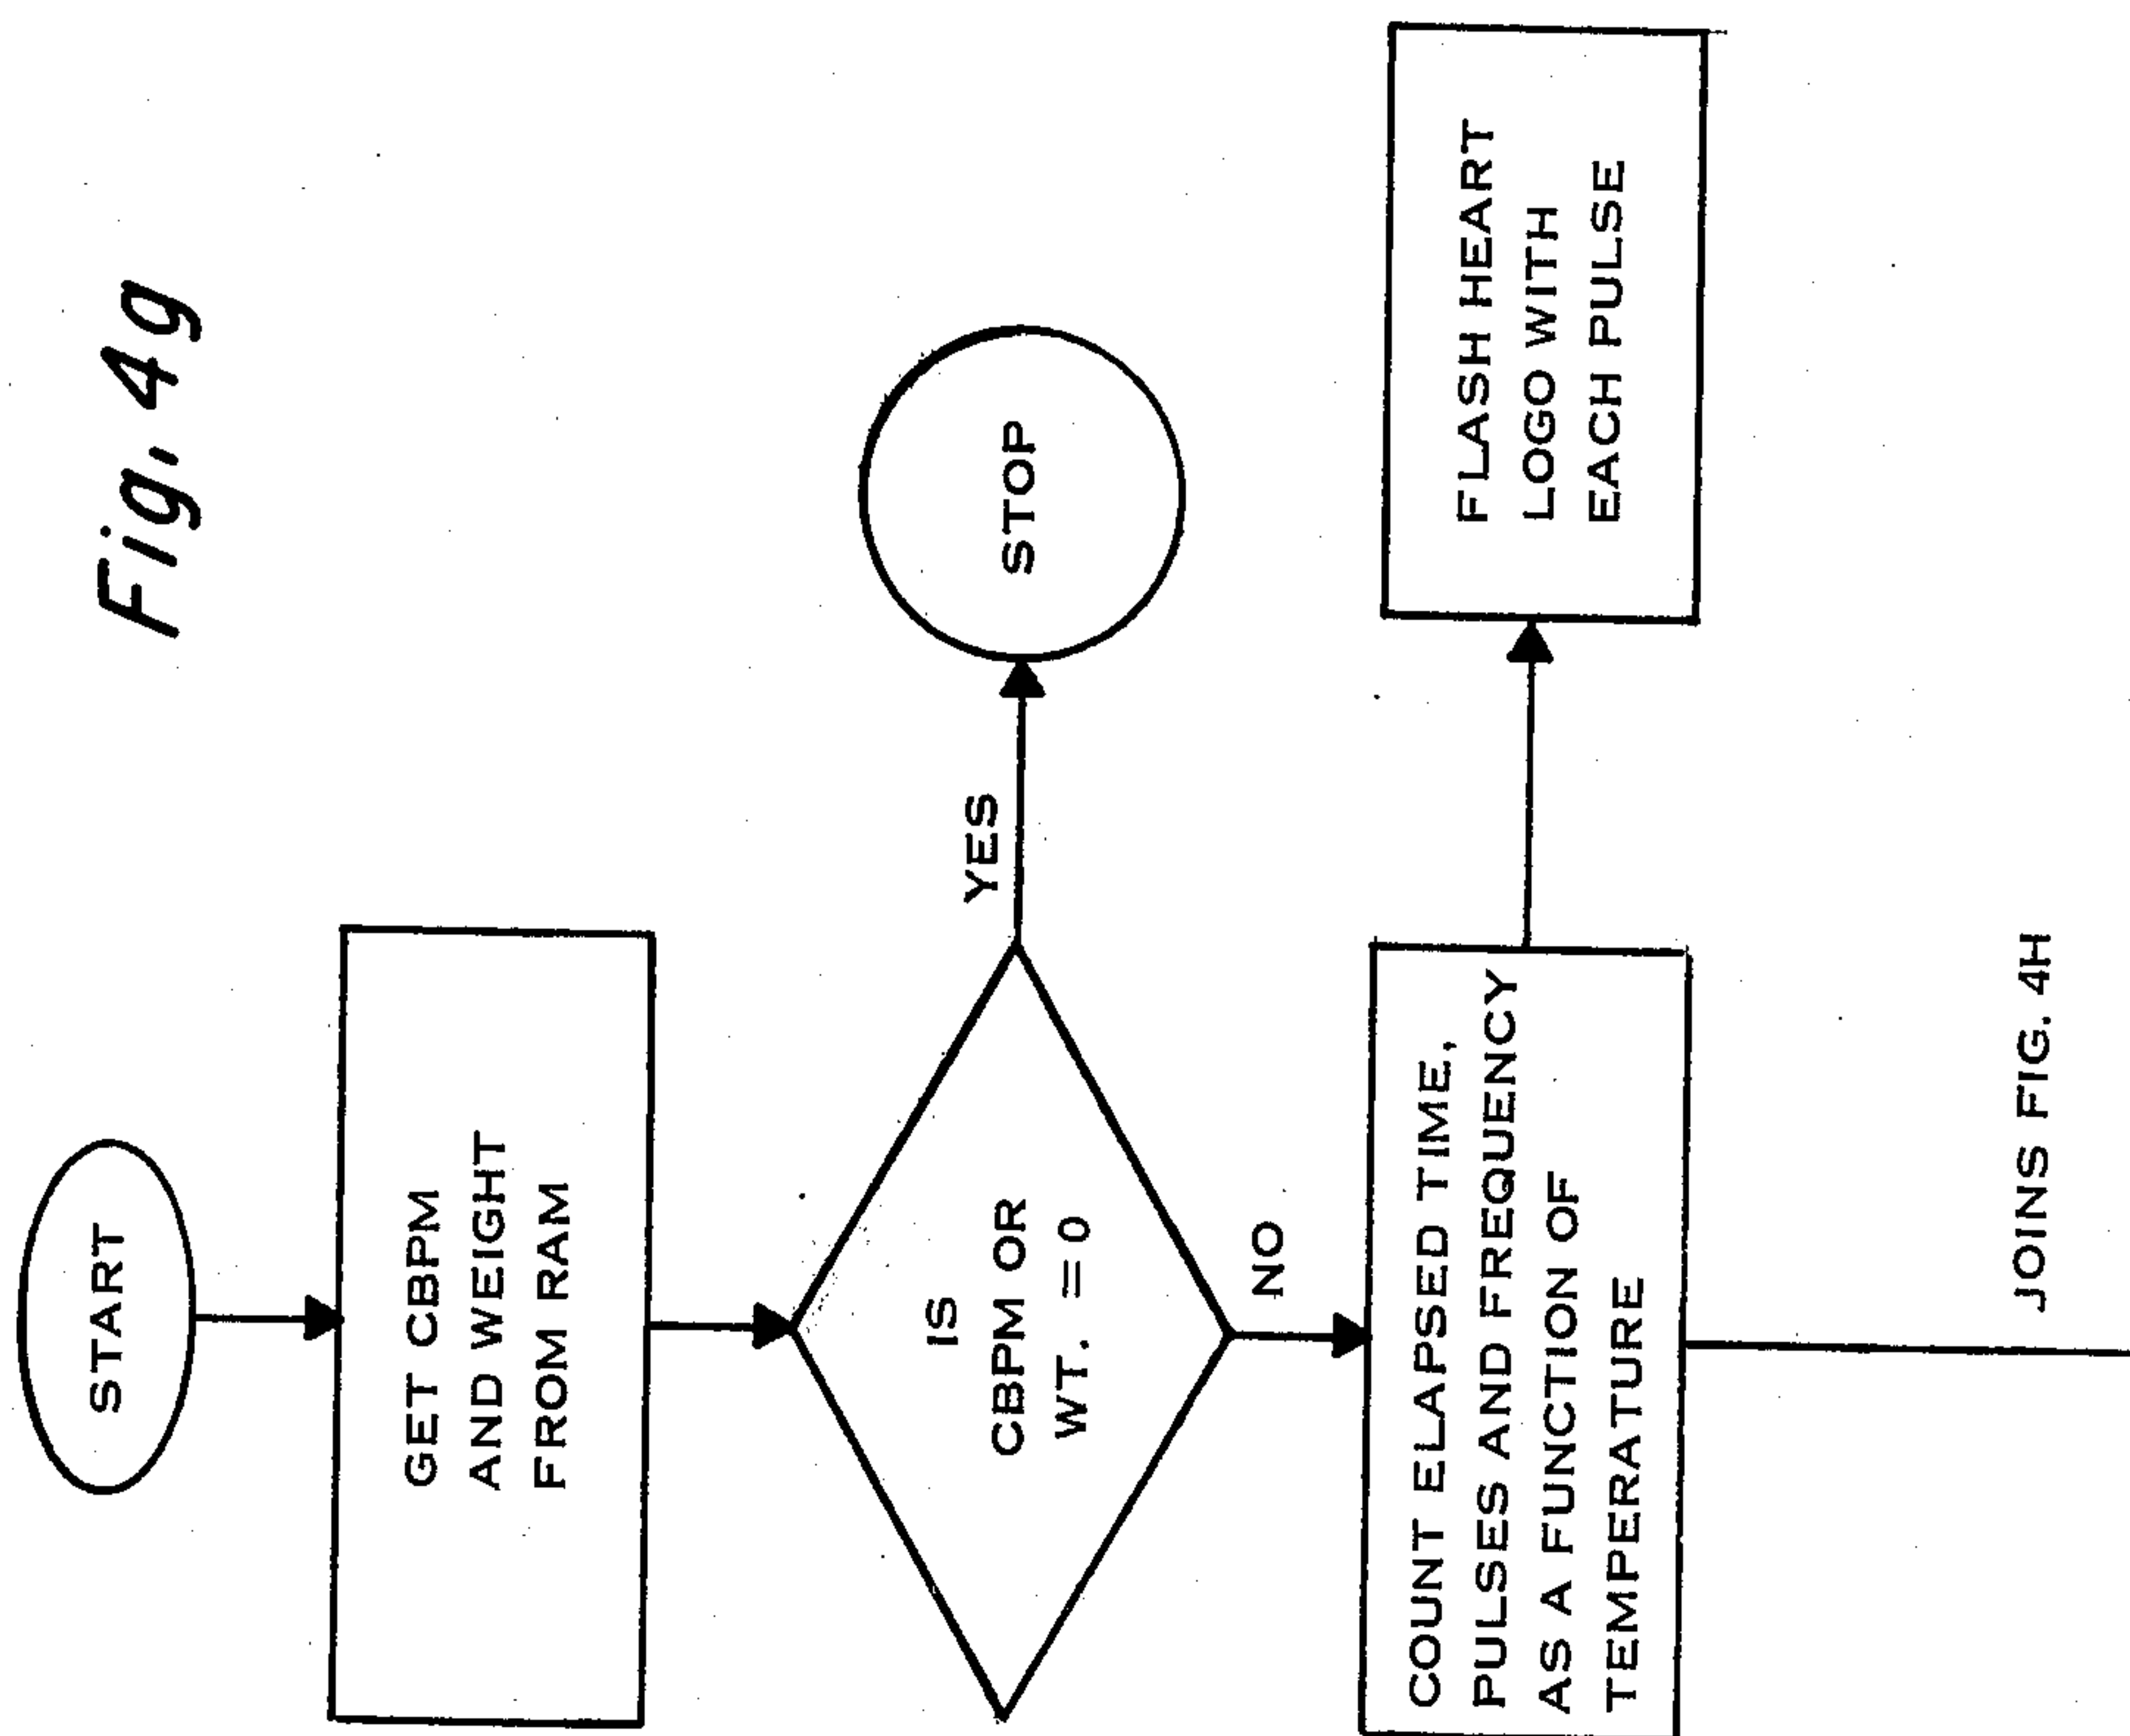 Fig. 4g
START
GET CBPM
AND WEIGHT
FROM RAM
IS
CBPM OR
WT. = 0
YES
STOP
NO
COUNT ELAPSED TIME,
PULSES AND FREQUENCY
AS A FUNCTION OF
TEMPERATURE
FLASH HEART
LOGO WITH
EACH PULSE
JOINS FIG. 4H